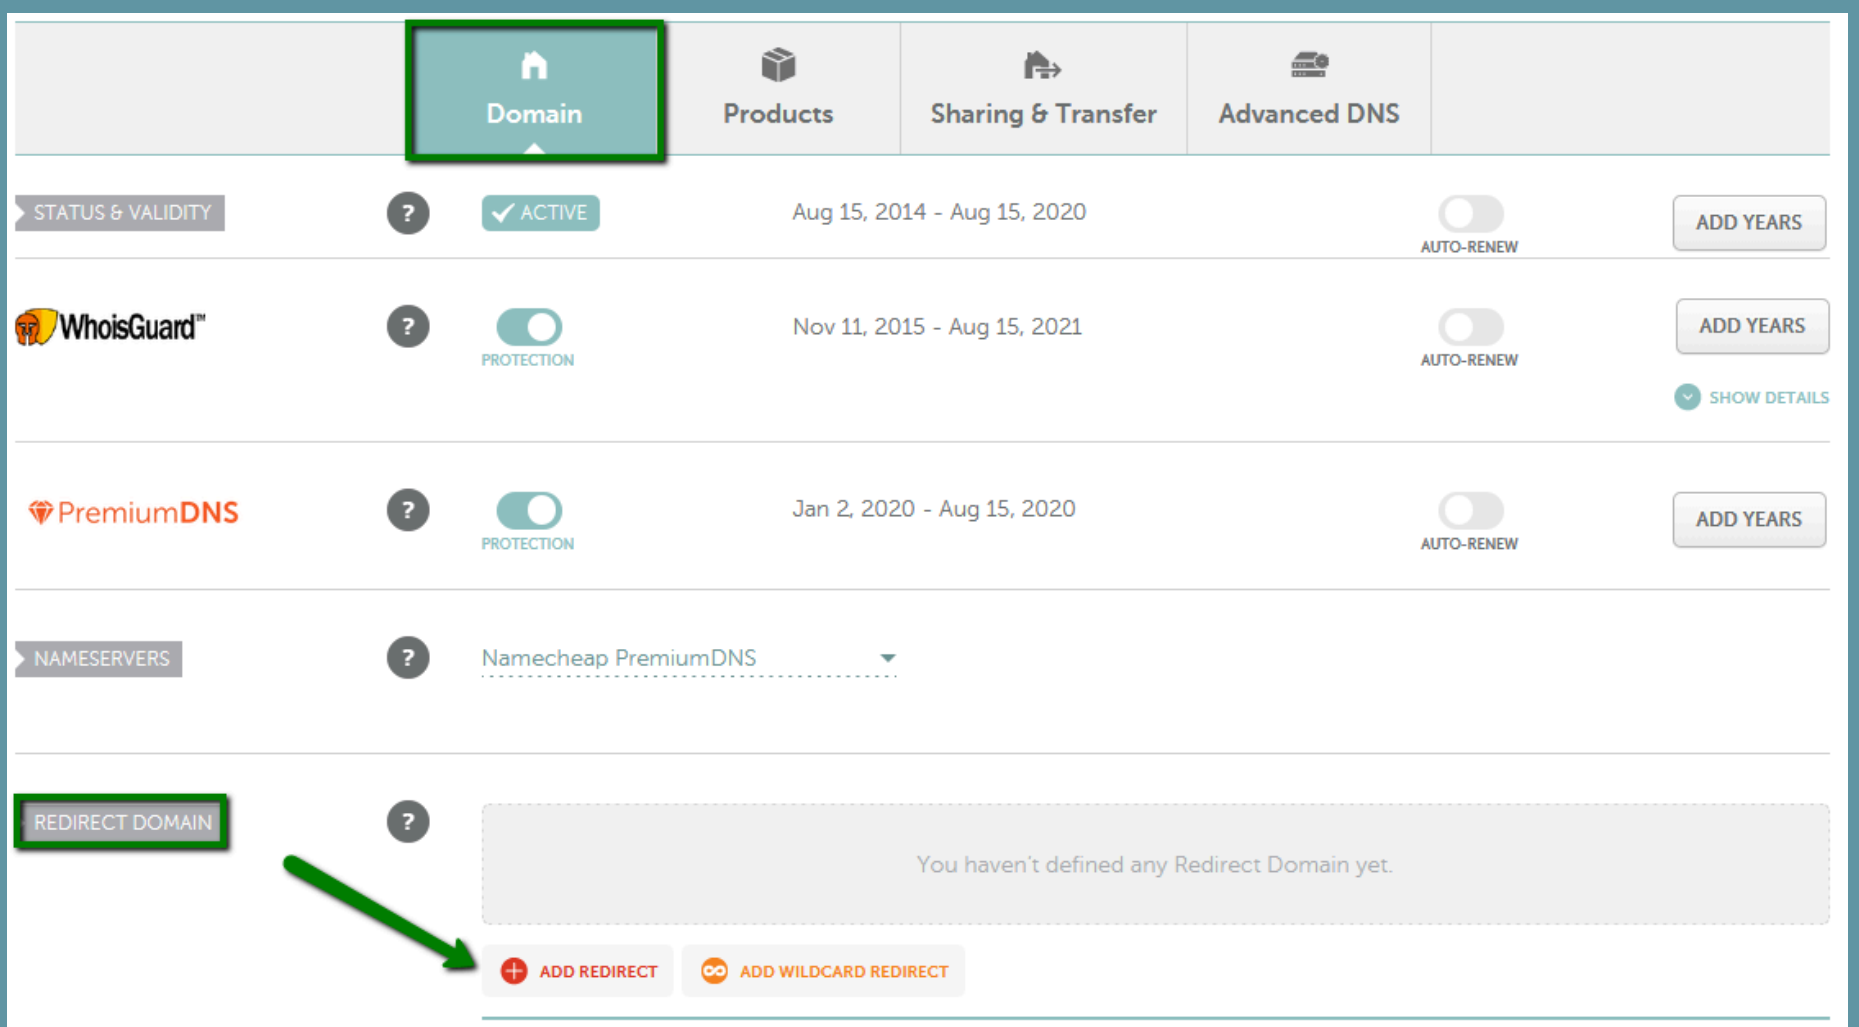 Domain
Products
Sharing & Transfer
Advanced DNS
STATUS & VALIDITY
?
ACTIVE
Aug 15, 2014 - Aug 15, 2020
AUTO-RENEW
ADD YEARS
WhoisGuard™
?
PROTECTION
Nov 11, 2015 - Aug 15, 2021
AUTO-RENEW
ADD YEARS
SHOW DETAILS
PremiumDNS
?
PROTECTION
Jan 2, 2020 - Aug 15, 2020
AUTO-RENEW
ADD YEARS
NAMESERVERS
?
Namecheap PremiumDNS
REDIRECT DOMAIN
?
You haven't defined any Redirect Domain yet.
ADD REDIRECT
ADD WILDCARD REDIRECT